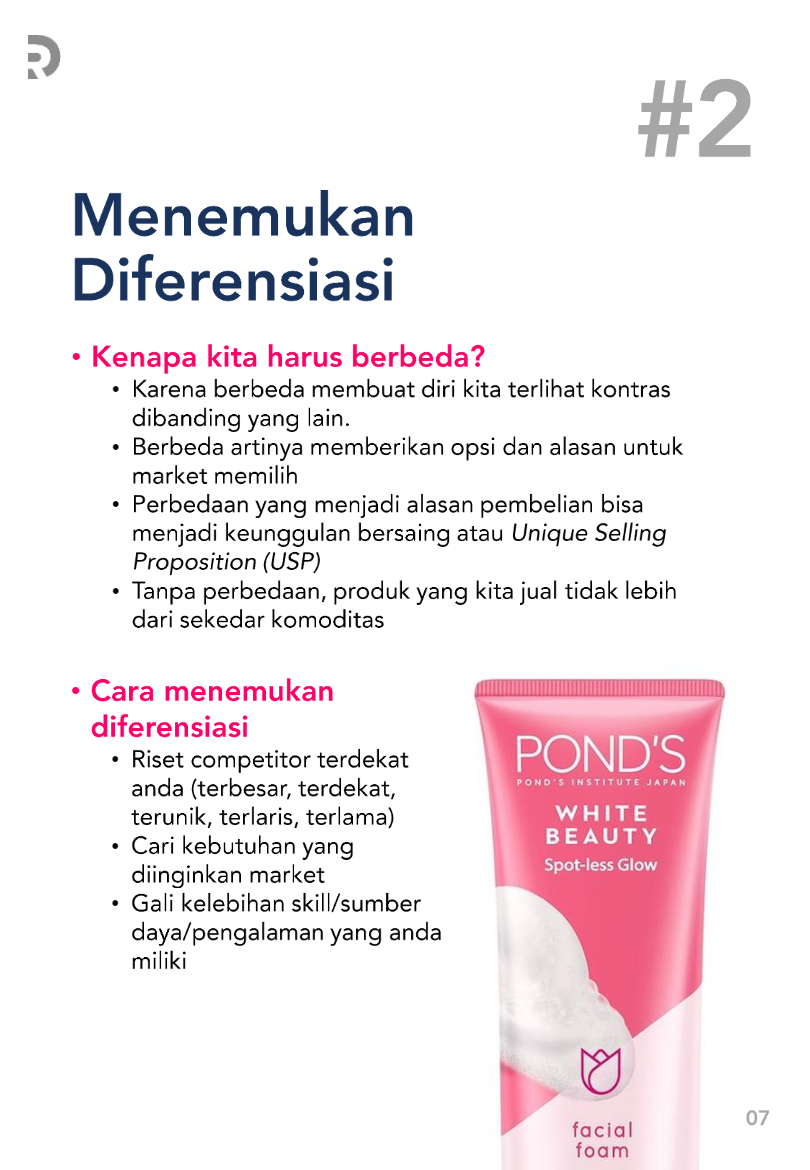 #2
Menemukan
Diferensiasi
• Kenapa kita harus berbeda?
• Karena berbeda membuat diri kita terlihat kontras
dibanding yang lain.
• Berbeda artinya memberikan opsi dan alasan untuk
market memilih
• Perbedaan yang menjadi alasan pembelian bisa
menjadi keunggulan bersaing atau Unique Selling
Proposition (USP)
• Tanpa perbedaan, produk yang kita jual tidak lebih
dari sekedar komoditas
• Cara menemukan
diferensiasi
• Riset competitor terdekat
anda (terbesar, terdekat,
terunik, terlaris, terlama)
• Cari kebutuhan yang
diinginkan market
• Gali kelebihan skill/sumber
daya/pengalaman yang anda
miliki
POND'S
POND'S INSTITUTE JAPAN
WHITE
BEAUTY
Spot-less Glow
facial
foam
07